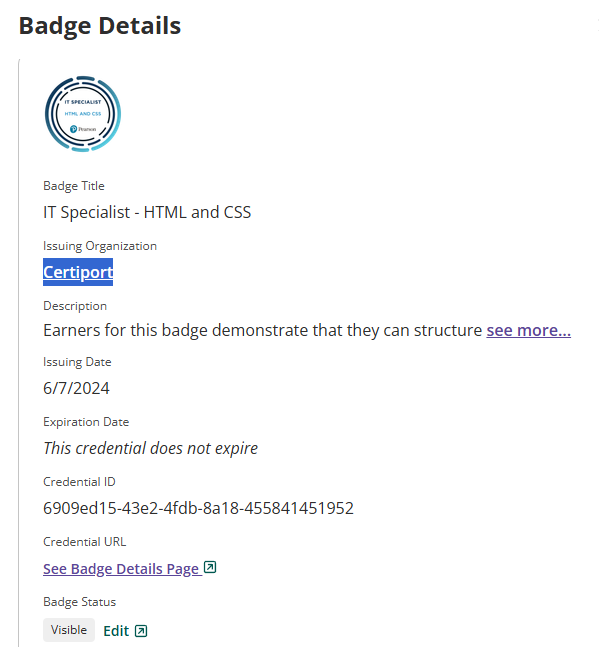 Badge Details
IT SPECIALIST
HTML AND CSS
Pearson
Badge Title
IT Specialist - HTML and CSS
Issuing Organization
Certiport
Description
Earners for this badge demonstrate that they can structure see more...
Issuing Date
6/7/2024
Expiration Date
This credential does not expire
Credential ID
6909ed15-43e2-4fdb-8a18-455841451952
Credential URL
See Badge Details Page
Badge Status
Visible Edit